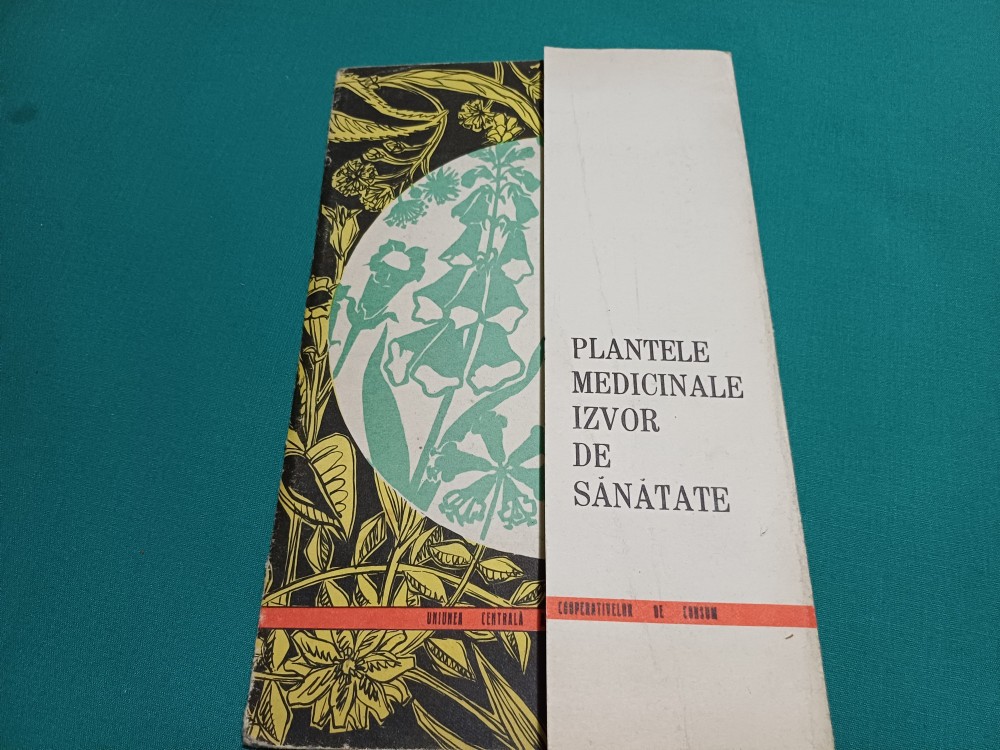 PLANTELE
MEDICINALE
IZVOR
DE
SĂNĂTATE
UNIUNEA CENTRALĂ COOPERATIVELOR DE CONSUM